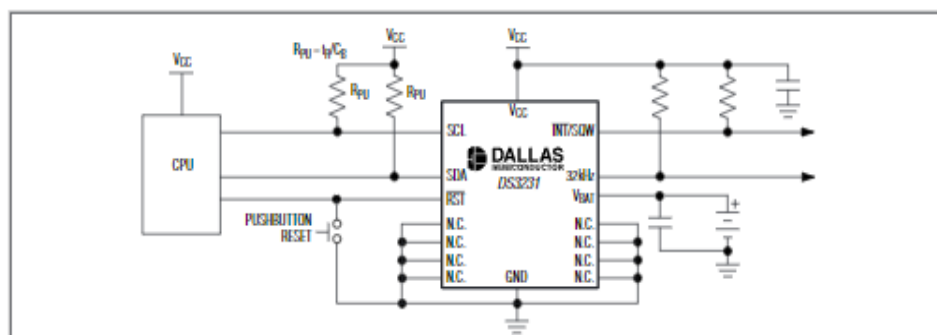 RPU = tR/CB
VCC
VCC
VCC
RPU
RPU
CPU
SCL
SDA
RST
PUSHBUTTON
RESET
N.C.
N.C.
N.C.
N.C.
VCC
DALLAS
SEMICONDUCTOR
DS3231
GND
INT/SQW
32kHz
VBAT
N.C.
N.C.
N.C.
N.C.
+